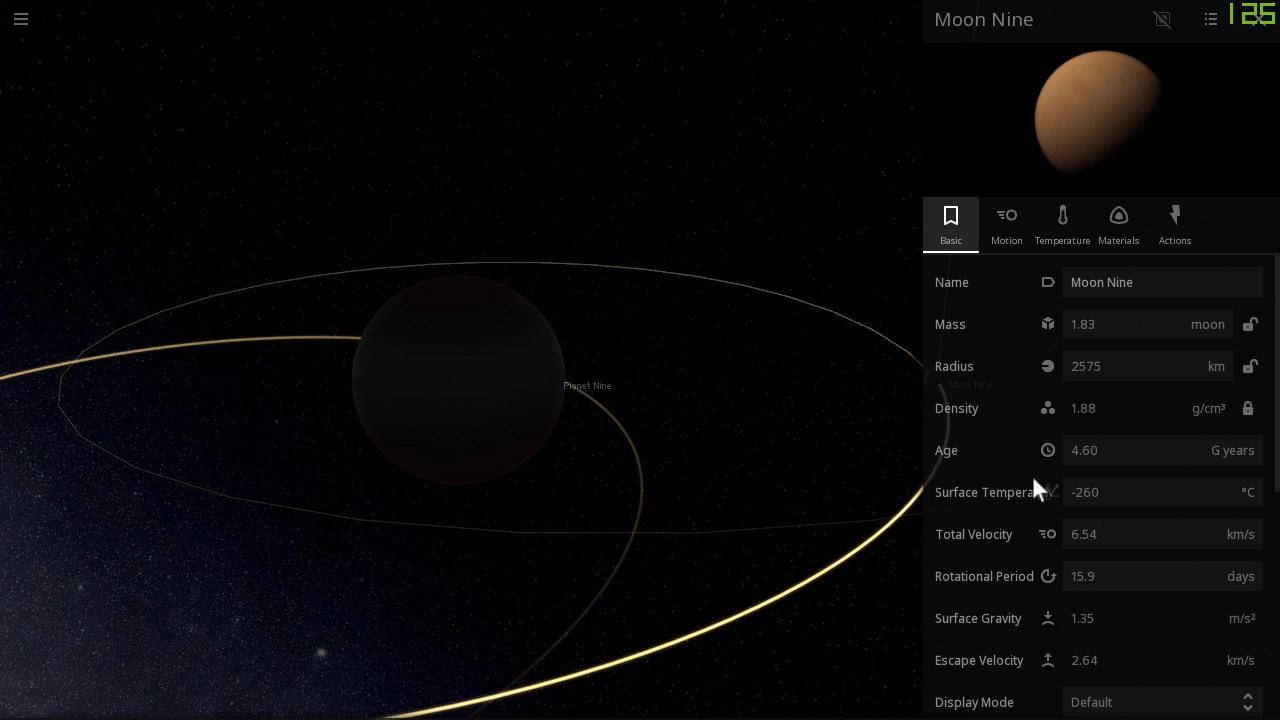 Moon Nine
125
Basic
Motion
Temperature
Materials
Actions
Name
Moon Nine
Mass
1.83 moon
Radius
2575 km
Density
1.88 g/cm³
Age
4.60 G years
Surface Tempera...
-260 °C
Total Velocity
6.54 km/s
Rotational Period
15.9 days
Surface Gravity
1.35 m/s²
Escape Velocity
2.64 km/s
Display Mode
Default
Planet Nine
Moon Nine